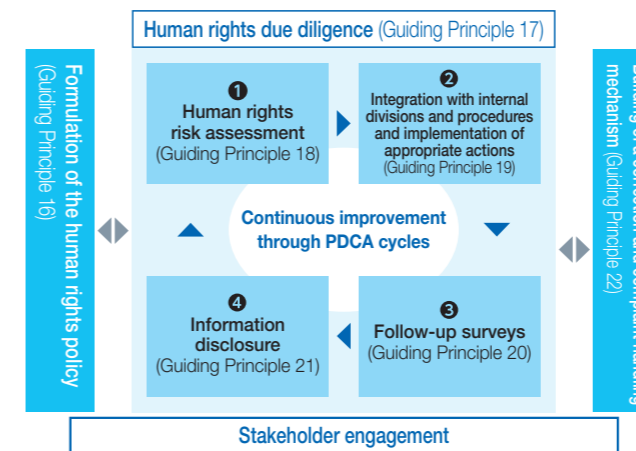 Human rights due diligence (Guiding Principle 17)
Formulation of the human rights policy
(Guiding Principle 16)
❶
Human rights
risk assessment
(Guiding Principle 18)
❷
Integration with internal
divisions and procedures
and implementation of
appropriate actions
(Guiding Principle 19)
Continuous improvement
through PDCA cycles
❹
Information
disclosure
(Guiding Principle 21)
❸
Follow-up surveys
(Guiding Principle 20)
mechanism (Guiding Principle 22)
Stakeholder engagement